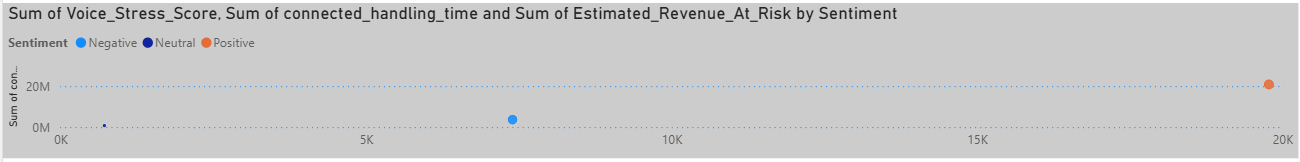 Sum of Voice_Stress_Score, Sum of connected_handling_time and Sum of Estimated_Revenue_At_Risk by Sentiment
Sentiment Negative Neutral Positive
Sum of con...
20M
0M
0K 5K 10K 15K 20K